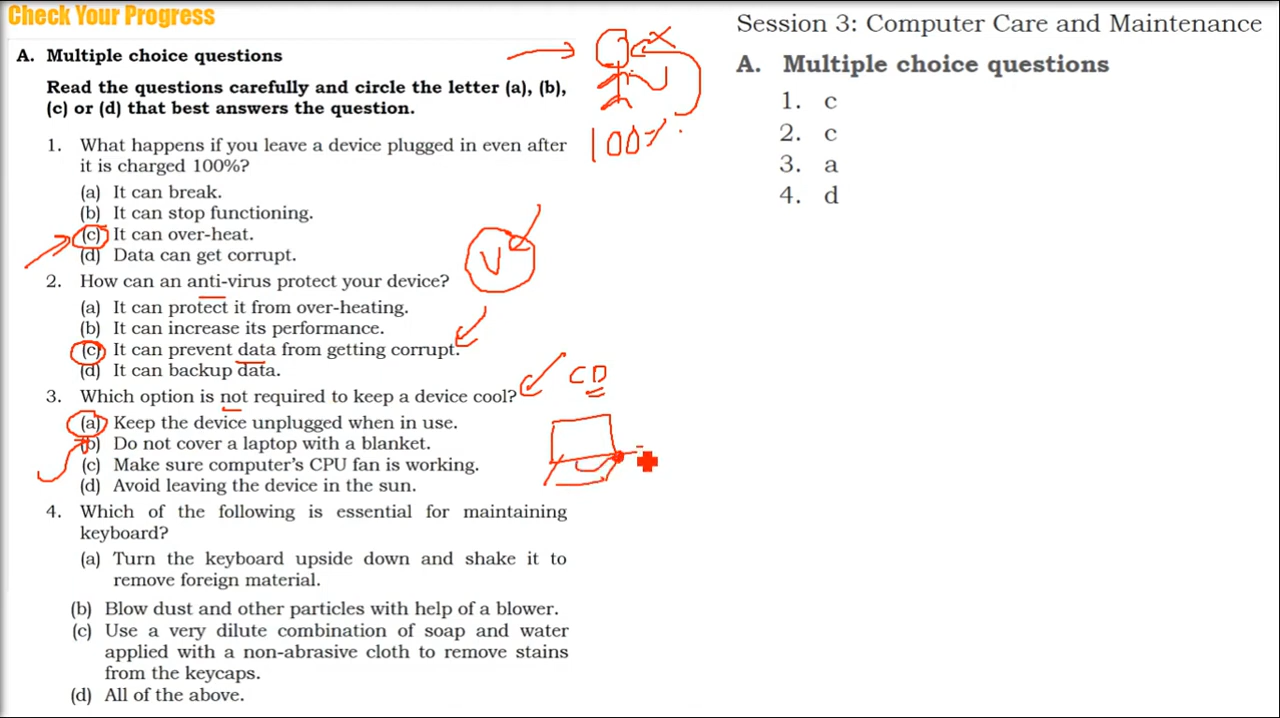 Check Your Progress
A. Multiple choice questions
Read the questions carefully and circle the letter (a), (b),
(c) or (d) that best answers the question.
1. What happens if you leave a device plugged in even after
it is charged 100%?
(a) It can break.
(b) It can stop functioning.
(c) It can over-heat.
(d) Data can get corrupt.
2. How can an anti-virus protect your device?
(a) It can protect it from over-heating.
(b) It can increase its performance.
(c) It can prevent data from getting corrupt.
(d) It can backup data.
3. Which option is not required to keep a device cool?
(a) Keep the device unplugged when in use.
(b) Do not cover a laptop with a blanket.
(c) Make sure computer's CPU fan is working.
(d) Avoid leaving the device in the sun.
4. Which of the following is essential for maintaining
keyboard?
(a) Turn the keyboard upside down and shake it to
remove foreign material.
(b) Blow dust and other particles with help of a blower.
(c) Use a very dilute combination of soap and water
applied with a non-abrasive cloth to remove stains
from the keycaps.
(d) All of the above.
100%
V
CD
Session 3: Computer Care and Maintenance
A. Multiple choice questions
1. c
2. c
3. a
4. d